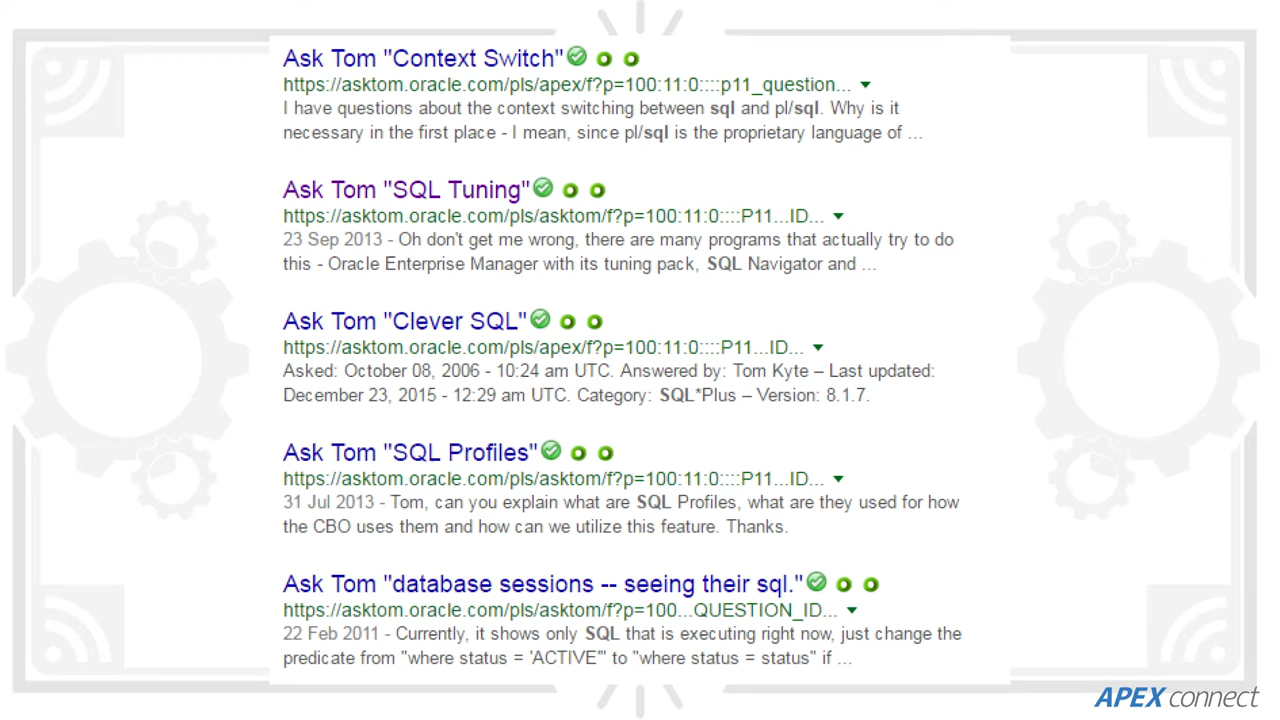 Ask Tom "Context Switch"
https://asktom.oracle.com/pls/apex/f?p=100:11:0::::p11_question...
I have questions about the context switching between sql and pl/sql. Why is it
necessary in the first place - I mean, since pl/sql is the proprietary language of ...
Ask Tom "SQL Tuning"
https://asktom.oracle.com/pls/asktom/f?p=100:11:0::::P11...ID...
23 Sep 2013 - Oh don't get me wrong, there are many programs that actually try to do
this - Oracle Enterprise Manager with its tuning pack, SQL Navigator and ...
Ask Tom "Clever SQL"
https://asktom.oracle.com/pls/apex/f?p=100:11:0::::P11...ID...
Asked: October 08, 2006 - 10:24 am UTC. Answered by: Tom Kyte – Last updated:
December 23, 2015 - 12:29 am UTC. Category: SQL*Plus – Version: 8.1.7.
Ask Tom "SQL Profiles"
https://asktom.oracle.com/pls/asktom/f?p=100:11:0::::P11...ID...
31 Jul 2013 - Tom, can you explain what are SQL Profiles, what are they used for how
the CBO uses them and how can we utilize this feature. Thanks.
Ask Tom "database sessions -- seeing their sql."
https://asktom.oracle.com/pls/asktom/f?p=100...QUESTION_ID...
22 Feb 2011 - Currently, it shows only SQL that is executing right now, just change the
predicate from "where status = 'ACTIVE'" to "where status = status" if ...
APEX connect